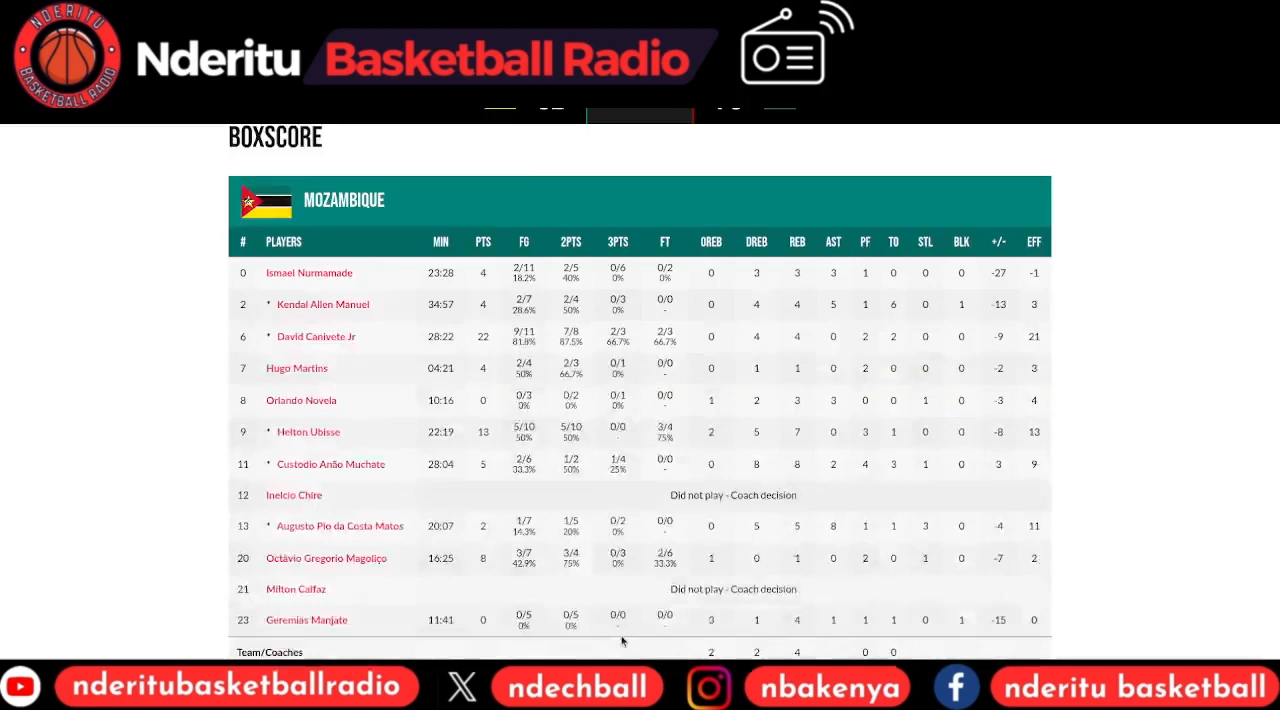 NDERITU
BASKETBALL RADIO
Nderitu Basketball Radio
BOXSCORE
MOZAMBIQUE
# PLAYERS MIN PTS FG 2PTS 3PTS FT OREB DREB REB AST PF TO STL BLK +/- EFF
0 Ismael Nurmamade 23:28 4 2/11 2/5 0/6 0/2 0 3 3 3 1 0 0 0 -27 -1
18.2% 40% 0% 0%
2 * Kendal Allen Manuel 34:57 4 2/7 2/4 0/3 0/0 0 4 4 5 1 6 0 1 -13 3
28.6% 50% 0% -
6 * David Canivete Jr 28:22 22 9/11 7/8 2/3 2/3 0 4 4 0 2 2 0 0 -9 21
81.8% 87.5% 66.7% 66.7%
7 Hugo Martins 04:21 4 2/4 2/3 0/1 0/0 0 1 1 0 2 0 0 0 -2 3
50% 66.7% 0% -
8 Orlando Novela 10:16 0 0/3 0/2 0/1 0/0 1 2 3 3 0 0 1 0 -3 4
0% 0% 0% -
9 * Helton Ubisse 22:19 13 5/10 5/10 0/0 3/4 2 5 7 0 3 1 0 0 -8 13
50% 50% - 75%
11 * Custodio Anão Muchate 28:04 5 2/6 1/2 1/4 0/0 0 8 8 2 4 3 1 0 3 9
33.3% 50% 25% -
12 Inelcio Chire Did not play - Coach decision
13 * Augusto Pio da Costa Matos 20:07 2 1/7 1/5 0/2 0/0 0 5 5 8 1 1 3 0 -4 11
14.3% 20% 0% -
20 Octávio Gregorio Magoliço 16:25 8 3/7 3/4 0/3 2/6 1 0 1 0 2 0 1 0 -7 2
42.9% 75% 0% 33.3%
21 Milton Caifaz Did not play - Coach decision
23 Geremias Manjate 11:41 0 0/5 0/5 0/0 0/0 3 1 4 1 1 1 0 1 -15 0
0% 0% - -
Team/Coaches 2 2 4 0 0
nderitubasketballradio ndechball nbakenya nderitu basketball